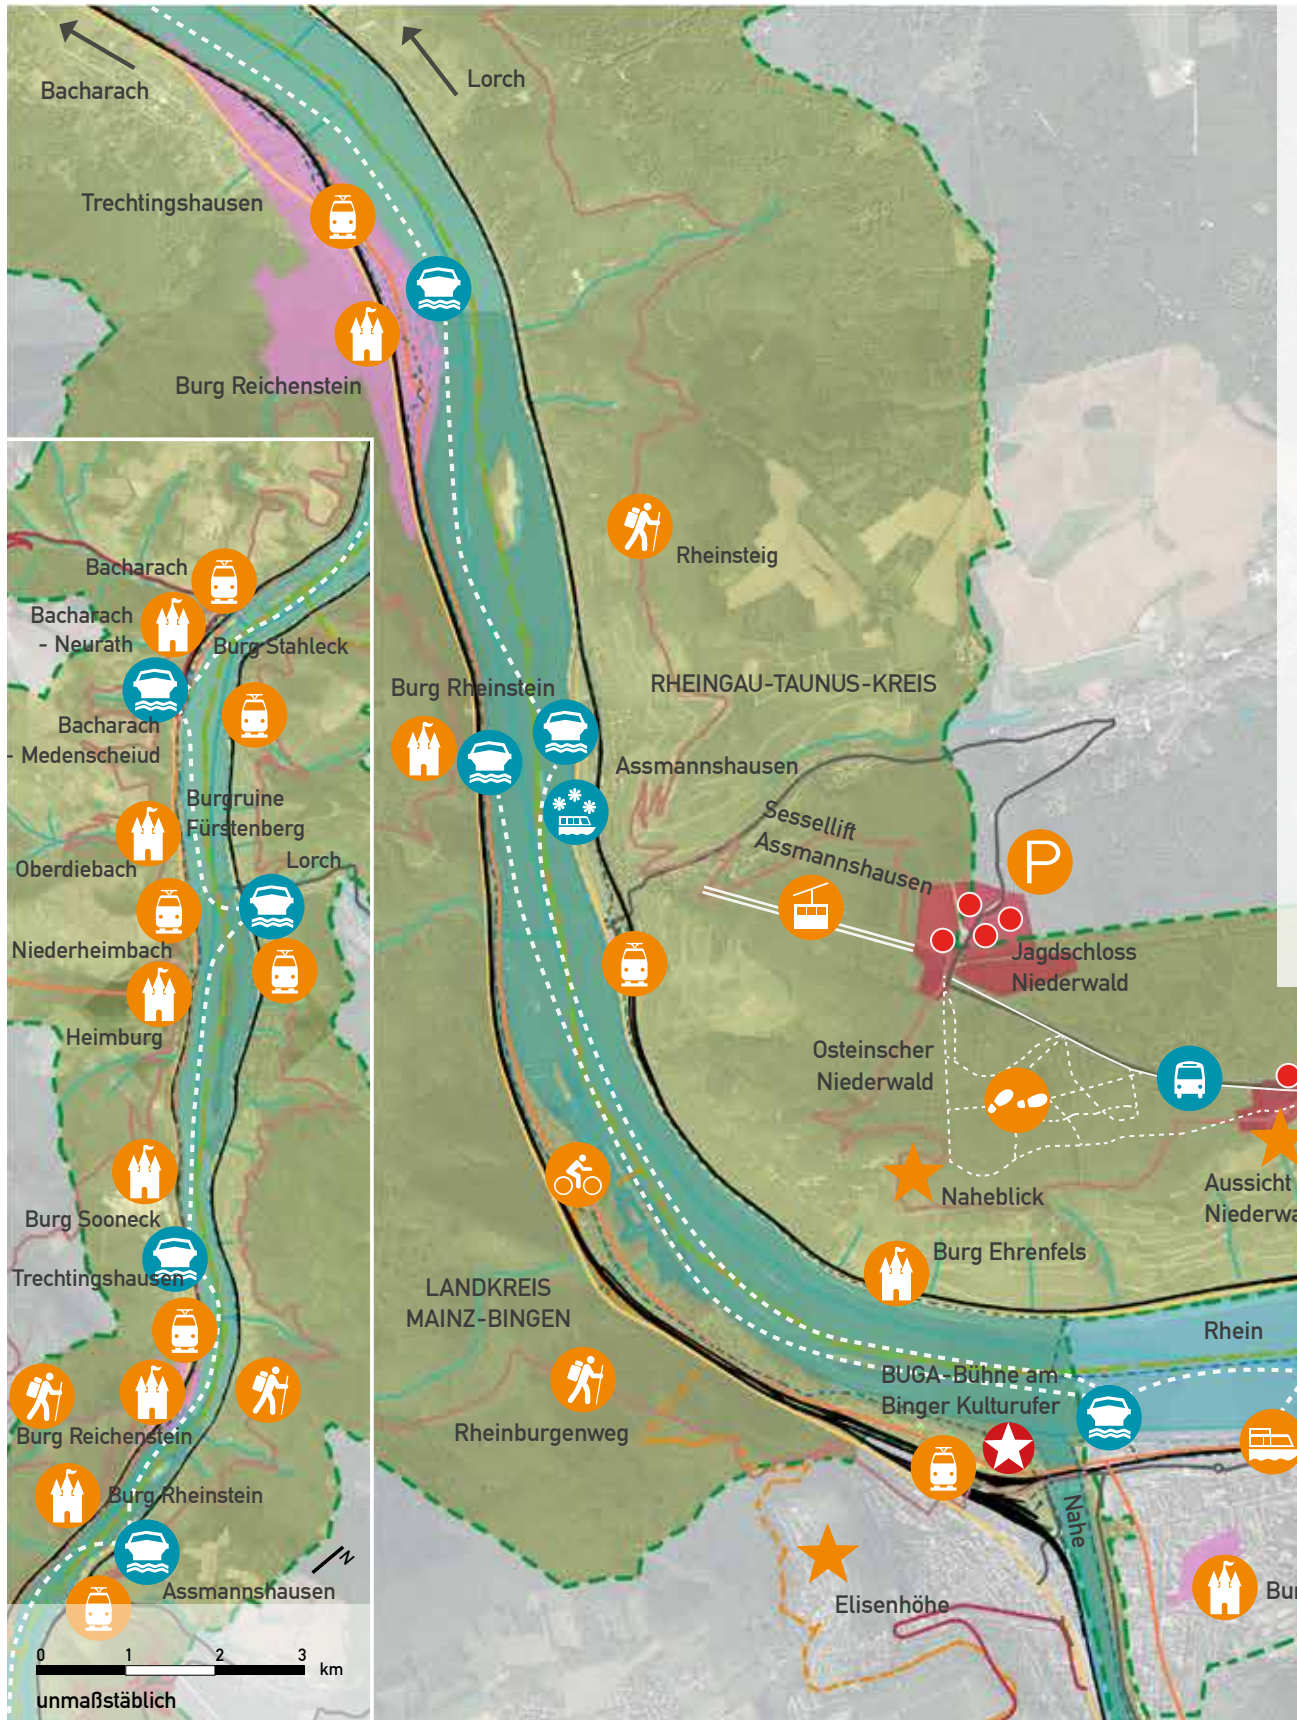 Bacharach
Lorch
Trechtingshausen
Burg Reichenstein
Rheinsteig
Burg Rheinstein
RHEINGAU-TAUNUS-KREIS
Assmannshausen
Sessellift
Assmannshausen
P
Jagdschloss
Niederwald
Osteinscher
Niederwald
Naheblick
Aussicht
Niederwa
Burg Ehrenfels
LANDKREIS
MAINZ-BINGEN
Rhein
BUGA-Bühne am
Binger Kulturufer
Rheinburgenweg
Nahe
Elisenhöhe
Bur
Bacharach
Bacharach
- Neurath
Burg Stahleck
Bacharach
- Medenscheiud
Burgruine
Fürstenberg
Oberdiebach
Lorch
Niederheimbach
Heimburg
Burg Sooneck
Trechtingshausen
Burg Reichenstein
Burg Rheinstein
N
Assmannshausen
0 1 2 3
km
unmaßstäblich